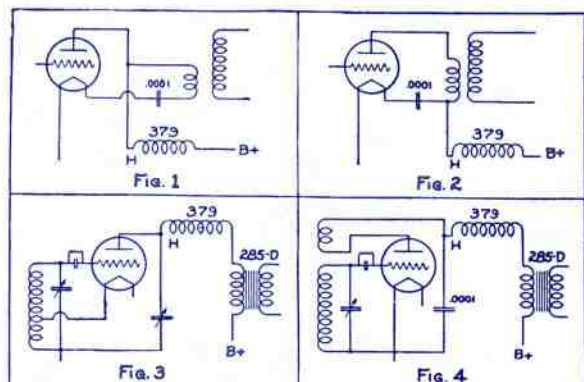 .0001
379
H
B+
Fig. 1
.0001
379
H
B+
Fig. 2
379
H
285-D
B+
Fig. 3
379
H
.0001
285-D
B+
Fig. 4